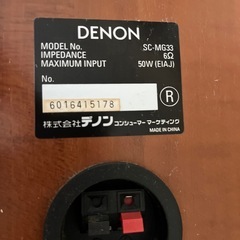 DENON
MODEL No. SC-MG33
IMPEDANCE 6Ω
MAXIMUM INPUT 50W (EIAJ)
No.
6016415178
R
株式会社デノン コンシューマー マーケティング
MADE IN CHINA